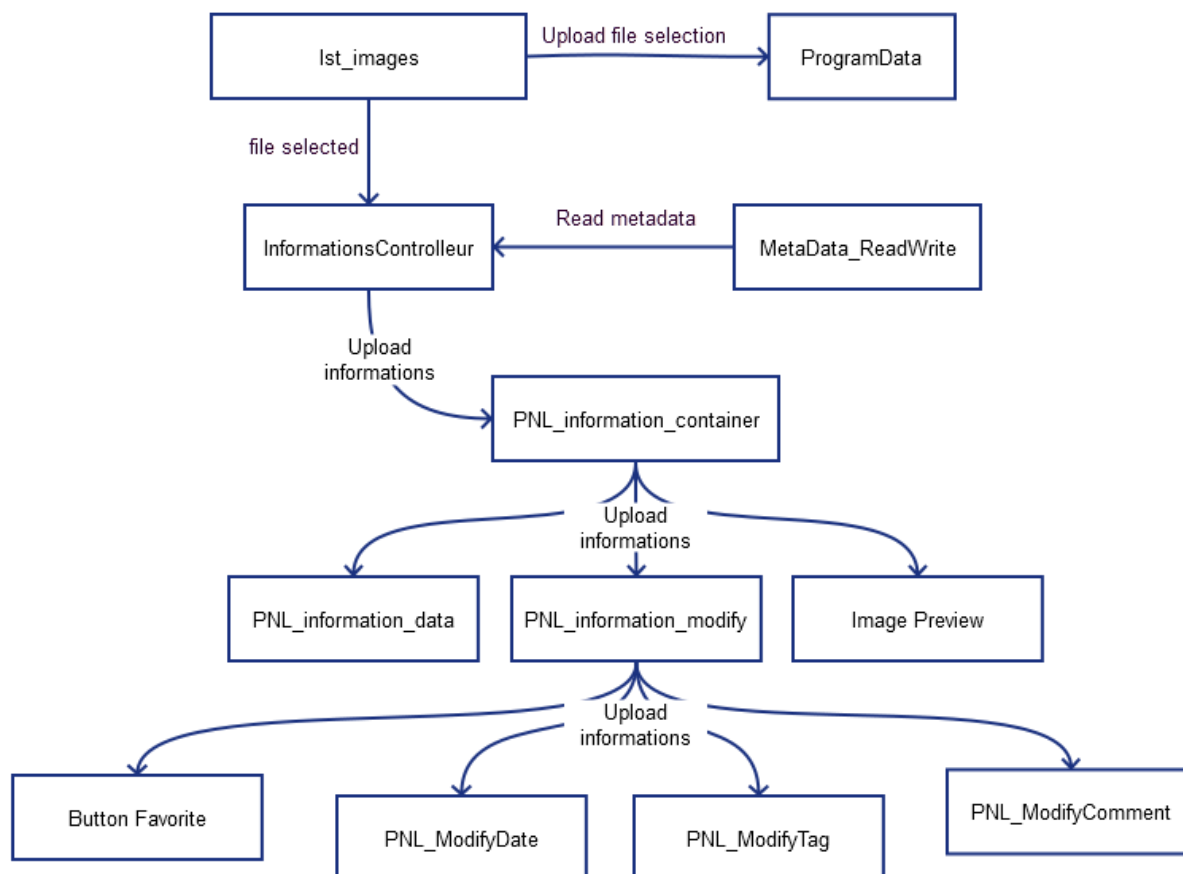 Upload file selection
lst_images
ProgramData
file selected
Read metadata
InformationsControlleur
MetaData_ReadWrite
Upload
informations
PNL_information_container
Upload
informations
PNL_information_data
PNL_information_modify
Image Preview
Upload
informations
Button Favorite
PNL_ModifyDate
PNL_ModifyTag
PNL_ModifyComment